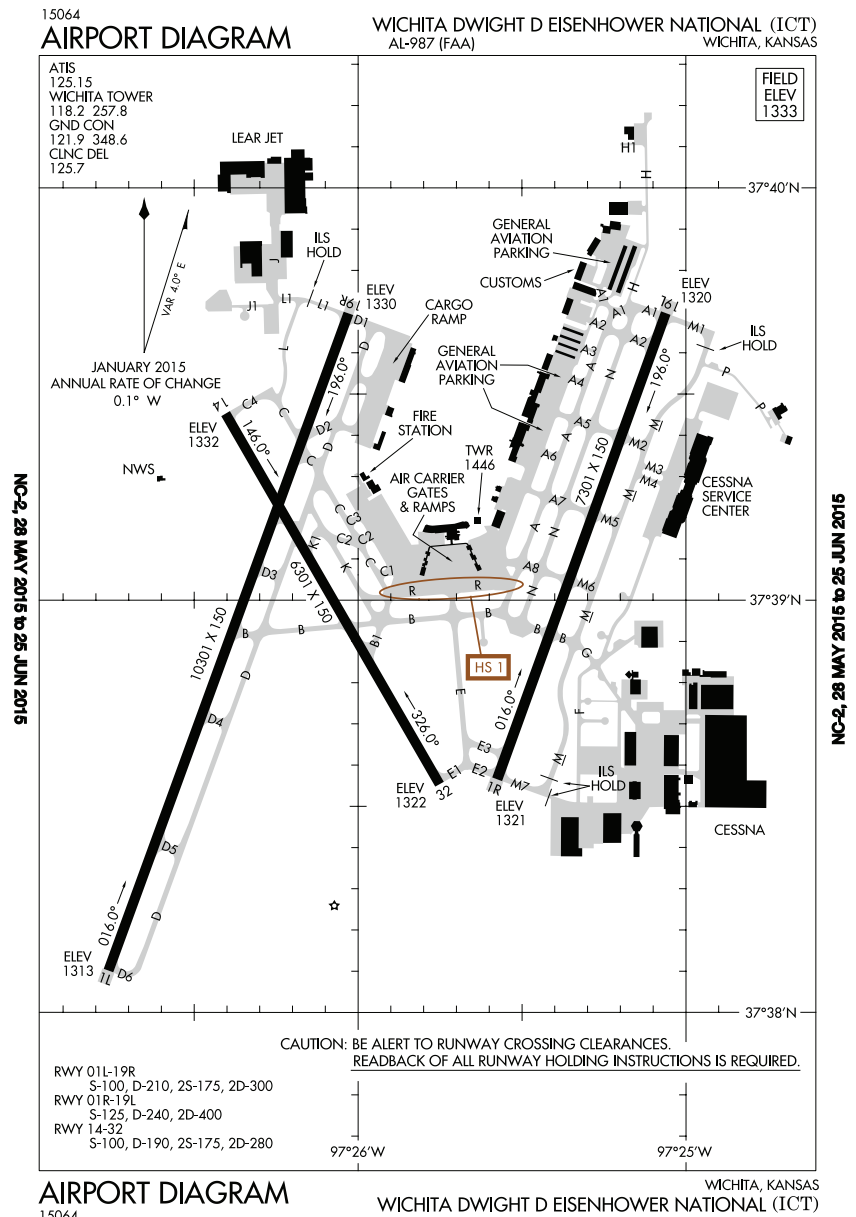 15064
AIRPORT DIAGRAM
WICHITA DWIGHT D EISENHOWER NATIONAL (ICT)
AL-987 (FAA)
WICHITA, KANSAS
ATIS
125.15
WICHITA TOWER
118.2 257.8
GND CON
121.9 348.6
CLNC DEL
125.7
FIELD
ELEV
1333
LEAR JET
H1
H
37°40'N
VAR 4.0° E
JANUARY 2015
ANNUAL RATE OF CHANGE
0.1° W
J
ILS
HOLD
J1
L1
L1
L
19R
ELEV
1330
D1
D
CARGO
RAMP
GENERAL
AVIATION
PARKING
CUSTOMS
GENERAL
AVIATION
PARKING
H
A1
A1
A1
A2
A2
A3
A
N
A4
A5
A
A6
A7
A
N
A8
N
ELEV
1320
19L
M1
ILS
HOLD
P
P
196.0°
196.0°
M
M2
M3
M4
M
M5
M6
M
CESSNA
SERVICE
CENTER
7301 X 150
14
C4
C
ELEV
1332
146.0°
D2
D
C
FIRE
STATION
TWR
1446
AIR CARRIER
GATES
& RAMPS
NWS
C
C3
C2
C2
K1
K
C
C1
D3
6301 X 150
10301 X 150
R
R
HS 1
37°39'N
B
B
B
B
B
B1
G
D
D4
E
F
016.0°
326.0°
E3
E1
E2
M7
M
ILS
HOLD
ELEV
1322
32
1R
ELEV
1321
CESSNA
D5
D
016.0°
ELEV
1313
1L
D6
37°38'N
CAUTION: BE ALERT TO RUNWAY CROSSING CLEARANCES.
READBACK OF ALL RUNWAY HOLDING INSTRUCTIONS IS REQUIRED.
RWY 01L-19R
S-100, D-210, 2S-175, 2D-300
RWY 01R-19L
S-125, D-240, 2D-400
RWY 14-32
S-100, D-190, 2S-175, 2D-280
97°26'W
97°25'W
NC-2, 28 MAY 2015 to 25 JUN 2015
NC-2, 28 MAY 2015 to 25 JUN 2015
AIRPORT DIAGRAM
15064
WICHITA, KANSAS
WICHITA DWIGHT D EISENHOWER NATIONAL (ICT)